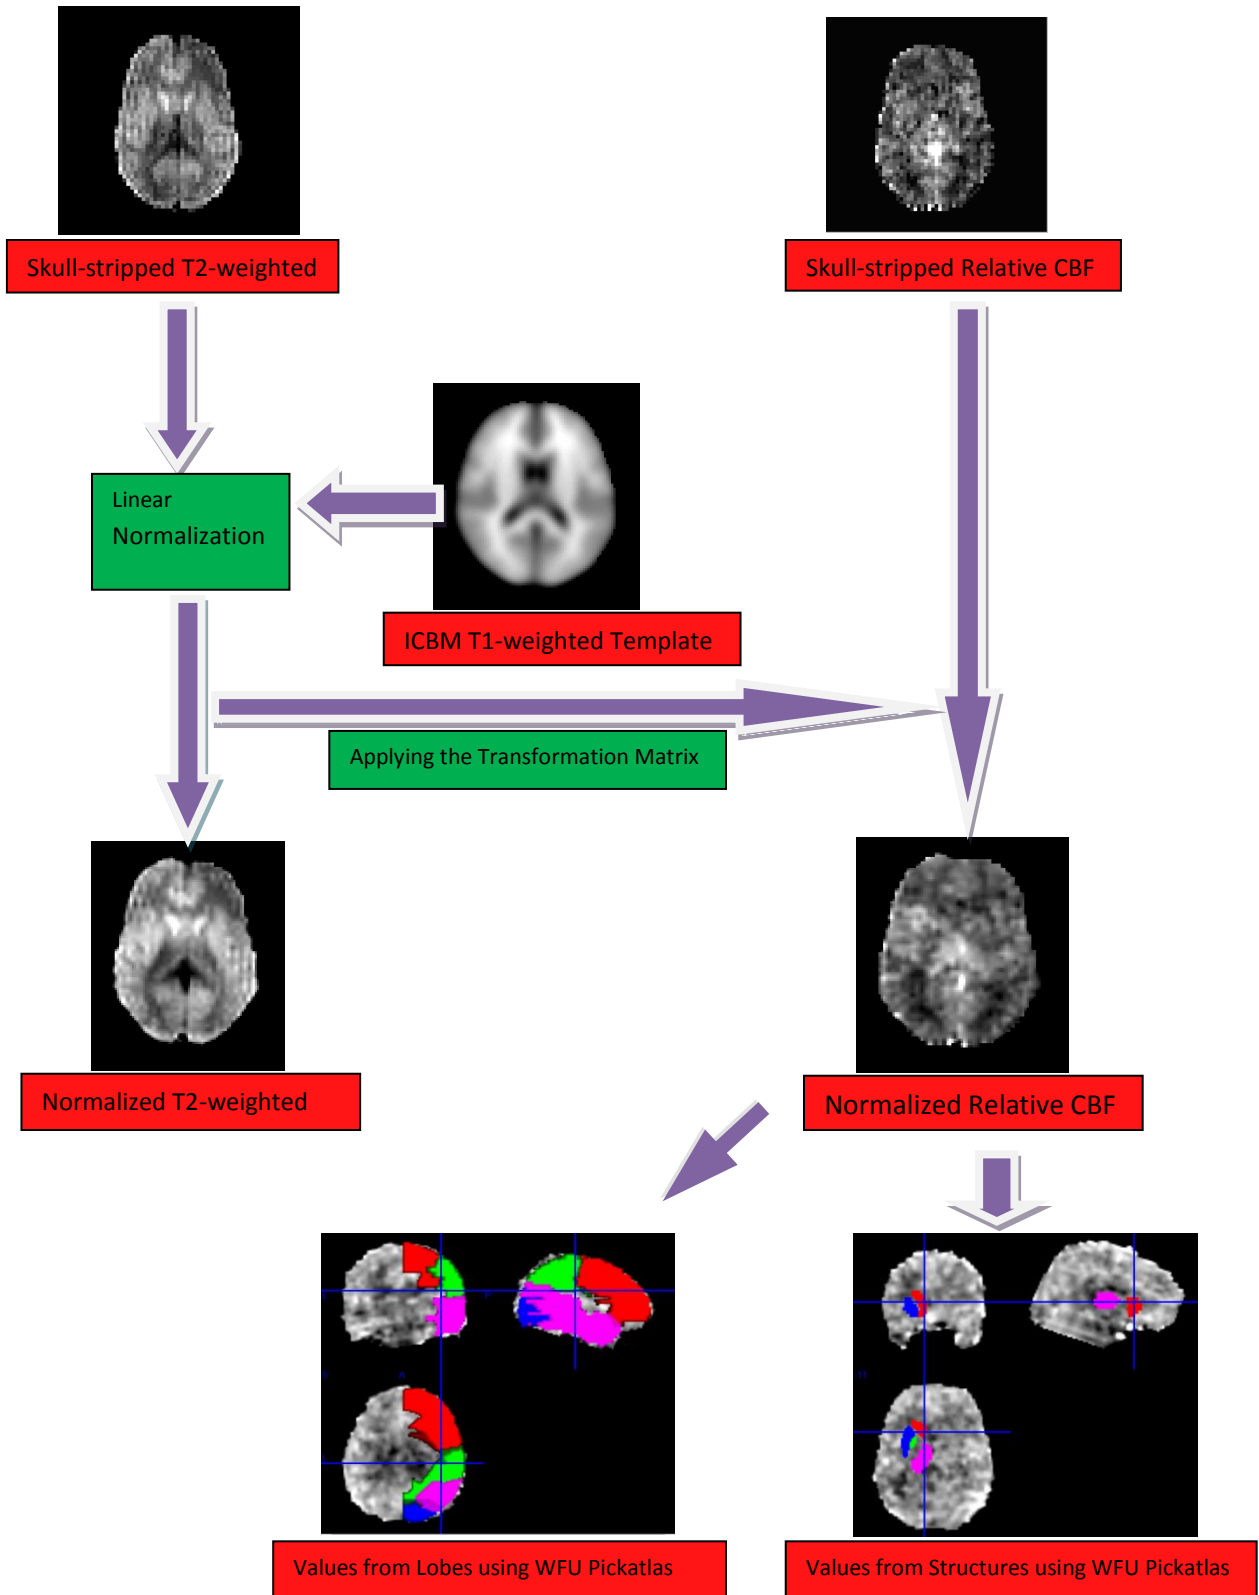 Skull-stripped T2-weighted
Skull-stripped Relative CBF
Linear
Normalization
ICBM T1-weighted Template
Applying the Transformation Matrix
Normalized T2-weighted
Normalized Relative CBF
Values from Lobes using WFU Pickatlas
Values from Structures using WFU Pickatlas